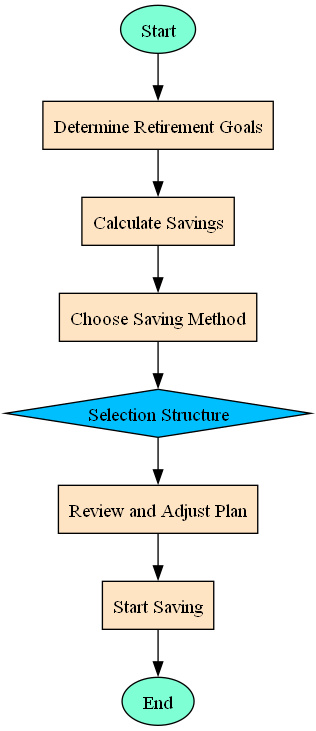 Start
Determine Retirement Goals
Calculate Savings
Choose Saving Method
Selection Structure
Review and Adjust Plan
Start Saving
End